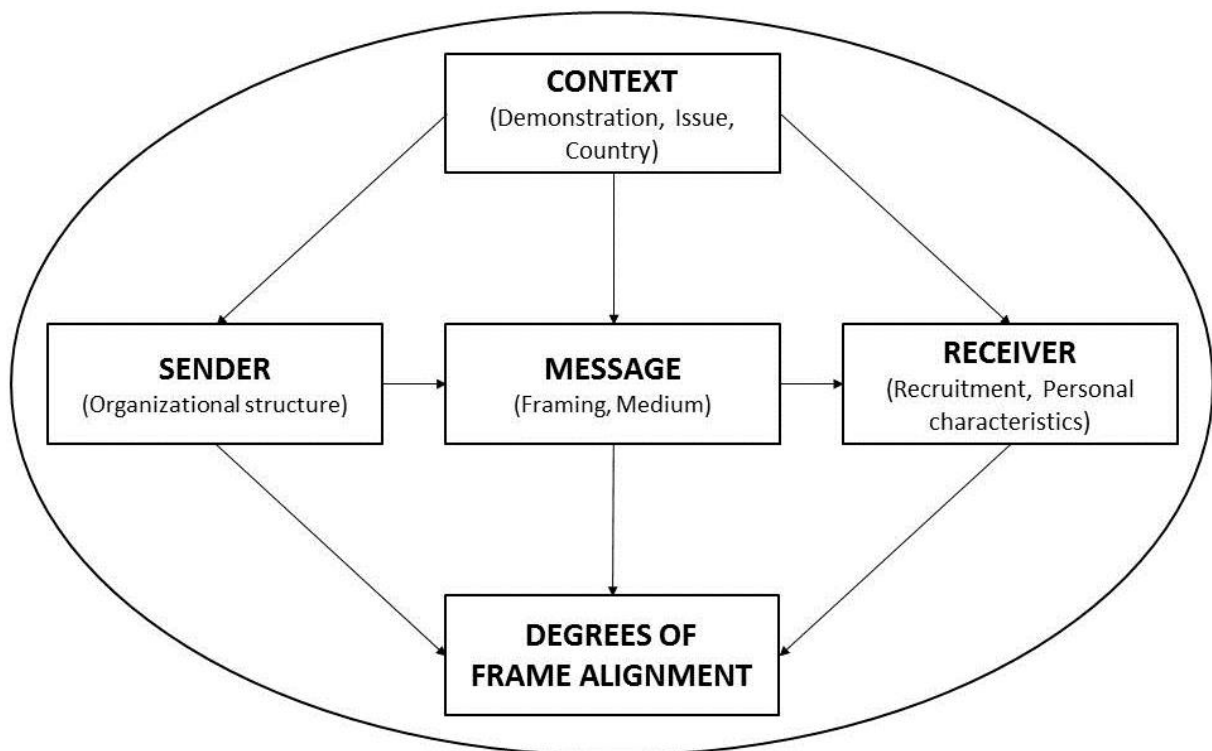 CONTEXT
(Demonstration, Issue,
Country)
SENDER
(Organizational structure)
MESSAGE
(Framing, Medium)
RECEIVER
(Recruitment, Personal
characteristics)
DEGREES OF
FRAME ALIGNMENT